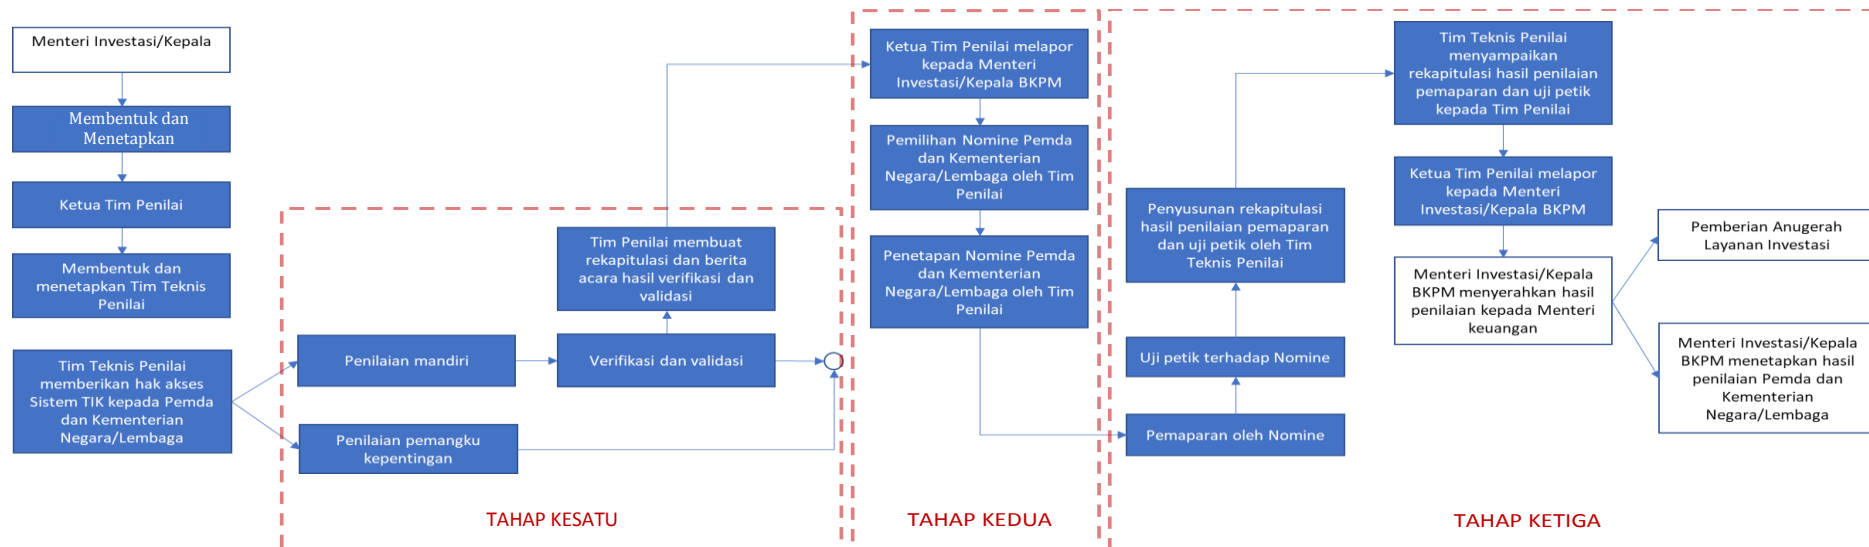 Menteri Investasi/Kepala
Membentuk dan
Menetapkan
Ketua Tim Penilai
Membentuk dan
menetapkan Tim Teknis
Penilai
Tim Teknis Penilai
memberikan hak akses
Sistem TIK kepada Pemda
dan Kementerian
Negara/Lembaga
Penilaian mandiri
Penilaian pemangku
kepentingan
Verifikasi dan validasi
Tim Penilai membuat
rekapitulasi dan berita
acara hasil verifikasi dan
validasi
TAHAP KESATU
Ketua Tim Penilai melapor
kepada Menteri
Investasi/Kepala BKPM
Pemilihan Nomine Pemda
dan Kementerian
Negara/Lembaga oleh Tim
Penilai
Penetapan Nomine Pemda
dan Kementerian
Negara/Lembaga oleh Tim
Penilai
TAHAP KEDUA
Pemaparan oleh Nomine
Uji petik terhadap Nomine
Penyusunan rekapitulasi
hasil penilaian pemaparan
dan uji petik oleh Tim
Teknis Penilai
Tim Teknis Penilai
menyampaikan
rekapitulasi hasil penilaian
pemaparan dan uji petik
kepada Tim Penilai
Ketua Tim Penilai melapor
kepada Menteri
Investasi/Kepala BKPM
Menteri Investasi/Kepala
BKPM menyerahkan hasil
penilaian kepada Menteri
keuangan
Pemberian Anugerah
Layanan Investasi
Menteri Investasi/Kepala
BKPM menetapkan hasil
penilaian Pemda dan
Kementerian
Negara/Lembaga
TAHAP KETIGA